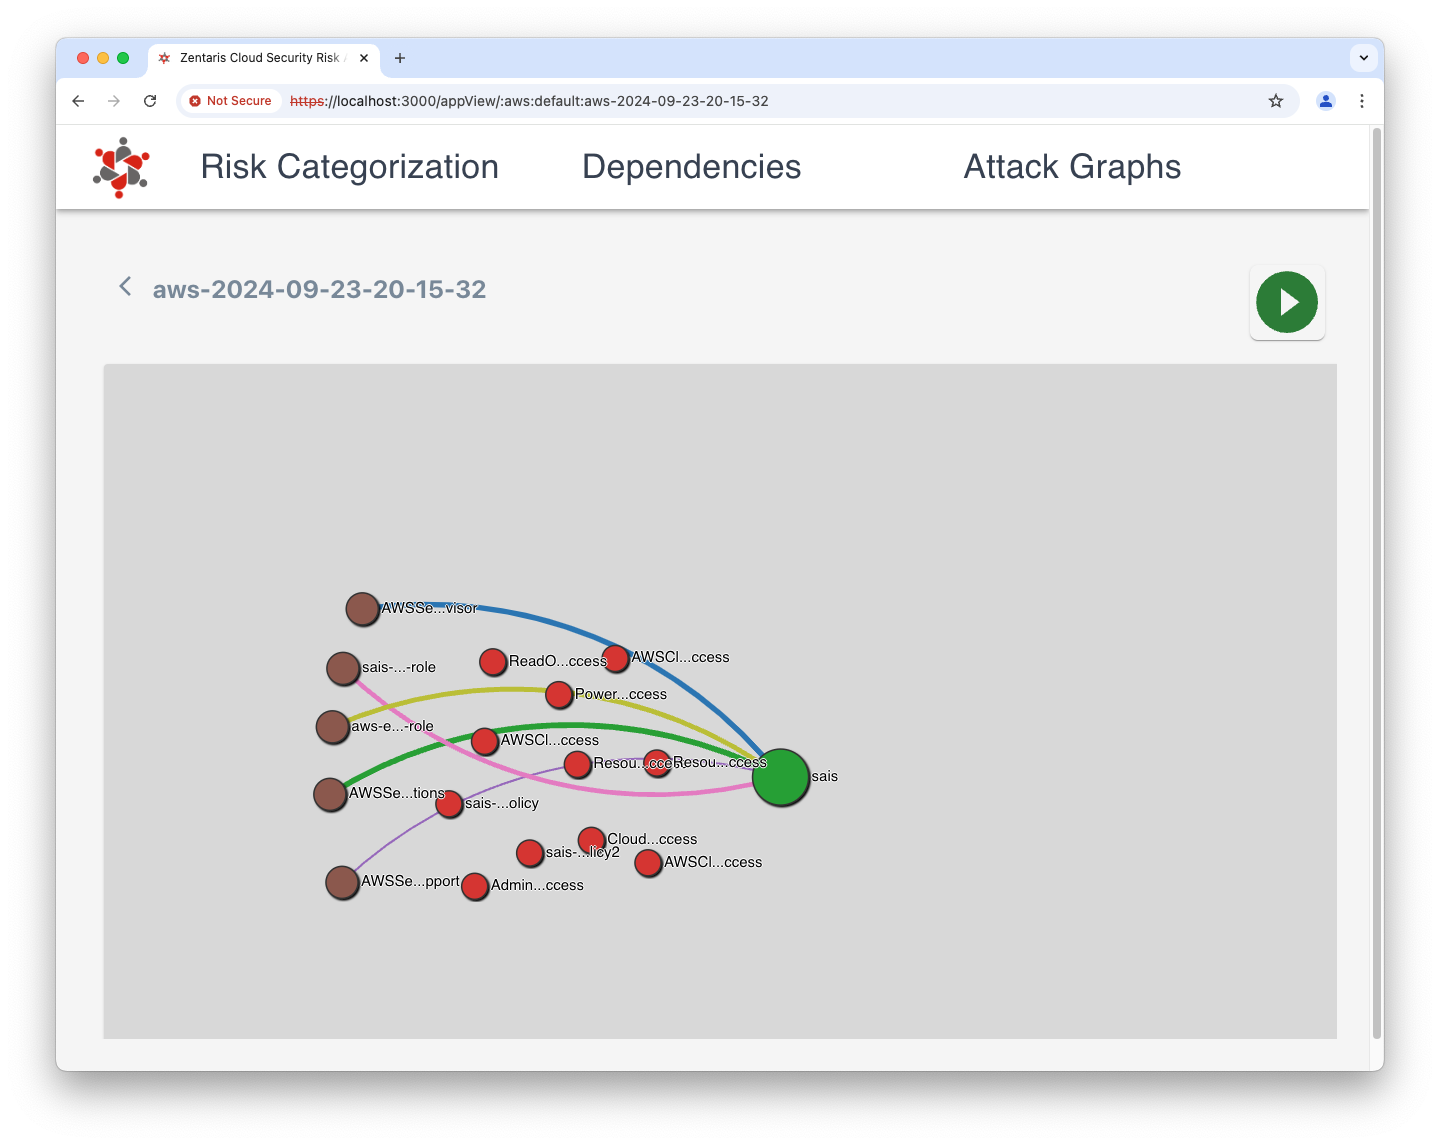 Zentaris Cloud Security Risk
Not Secure https://localhost:3000/appView/:aws:default:aws-2024-09-23-20-15-32
Risk Categorization Dependencies Attack Graphs
aws-2024-09-23-20-15-32
AWSSe...visor
sais-...-role
ReadO...ccess
AWSCl...ccess
Power...ccess
aws-e...-role
AWSCl...ccess
Resou...ccess
Resou...ccess
sais
AWSSe...tions
sais-...olicy
Cloud...ccess
sais-...licy2
AWSCl...ccess
AWSSe...pport
Admin...ccess